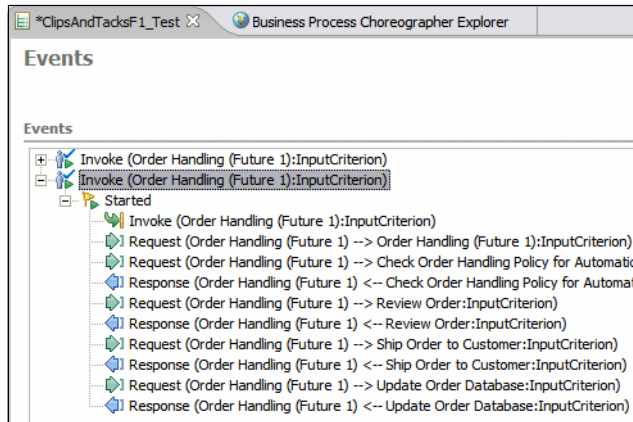 *ClipsAndTacksF1_Test Business Process Choreographer Explorer
Events
Events
Invoke (Order Handling (Future 1):InputCriterion)
Invoke (Order Handling (Future 1):InputCriterion)
Started
Invoke (Order Handling (Future 1):InputCriterion)
Request (Order Handling (Future 1) --> Order Handling (Future 1):InputCriterion)
Request (Order Handling (Future 1) --> Check Order Handling Policy for Automatic
Response (Order Handling (Future 1) <-- Check Order Handling Policy for Automat
Request (Order Handling (Future 1) --> Review Order:InputCriterion)
Response (Order Handling (Future 1) <-- Review Order:InputCriterion)
Request (Order Handling (Future 1) --> Ship Order to Customer:InputCriterion)
Response (Order Handling (Future 1) <-- Ship Order to Customer:InputCriterion)
Request (Order Handling (Future 1) --> Update Order Database:InputCriterion)
Response (Order Handling (Future 1) <-- Update Order Database:InputCriterion)